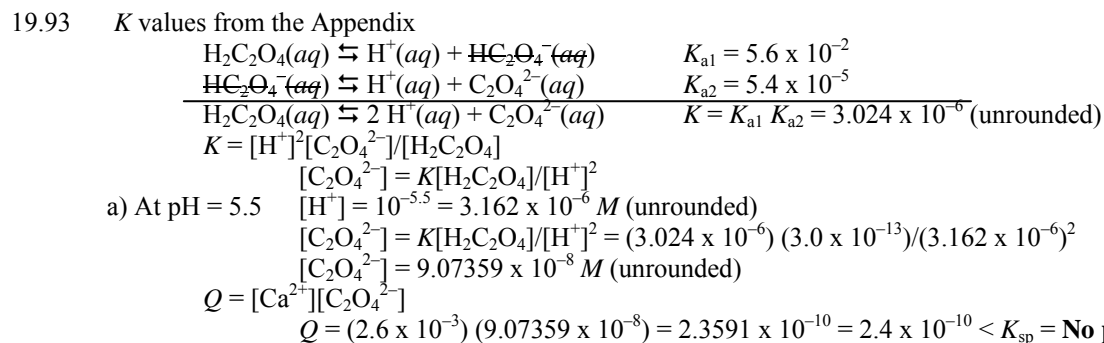 19.93 K values from the Appendix
H₂C₂O₄(aq) ⇆ H⁺(aq) + HC₂O₄⁻(aq) Kₐ₁ = 5.6 x 10⁻²
HC₂O₄⁻(aq) ⇆ H⁺(aq) + C₂O₄²⁻(aq) Kₐ₂ = 5.4 x 10⁻⁵
H₂C₂O₄(aq) ⇆ 2 H⁺(aq) + C₂O₄²⁻(aq) K = Kₐ₁ Kₐ₂ = 3.024 x 10⁻⁶ (unrounded)
K = [H⁺]²[C₂O₄²⁻]/[H₂C₂O₄]
[C₂O₄²⁻] = K[H₂C₂O₄]/[H⁺]²
a) At pH = 5.5 [H⁺] = 10⁻⁵·⁵ = 3.162 x 10⁻⁶ M (unrounded)
[C₂O₄²⁻] = K[H₂C₂O₄]/[H⁺]² = (3.024 x 10⁻⁶) (3.0 x 10⁻¹³)/(3.162 x 10⁻⁶)²
[C₂O₄²⁻] = 9.07359 x 10⁻⁸ M (unrounded)
Q = [Ca²⁺][C₂O₄²⁻]
Q = (2.6 x 10⁻³) (9.07359 x 10⁻⁸) = 2.3591 x 10⁻¹⁰ = 2.4 x 10⁻¹⁰ < Kₛₚ = No